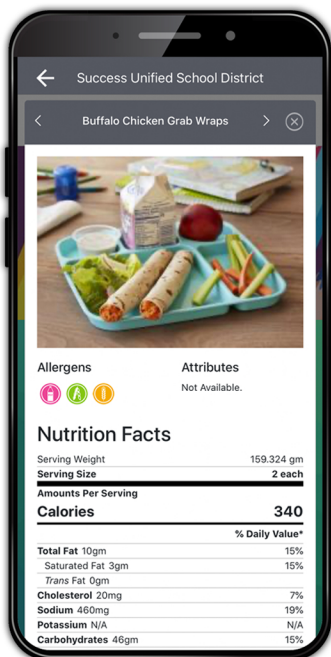 Success Unified School District
Buffalo Chicken Grab Wraps
Allergens Attributes
Not Available.
Nutrition Facts
Serving Weight 159.324 gm
Serving Size 2 each
Amounts Per Serving
Calories 340
% Daily Value*
Total Fat 10gm 15%
Saturated Fat 3gm 15%
Trans Fat 0gm
Cholesterol 20mg 7%
Sodium 460mg 19%
Potassium N/A N/A
Carbohydrates 46gm 15%